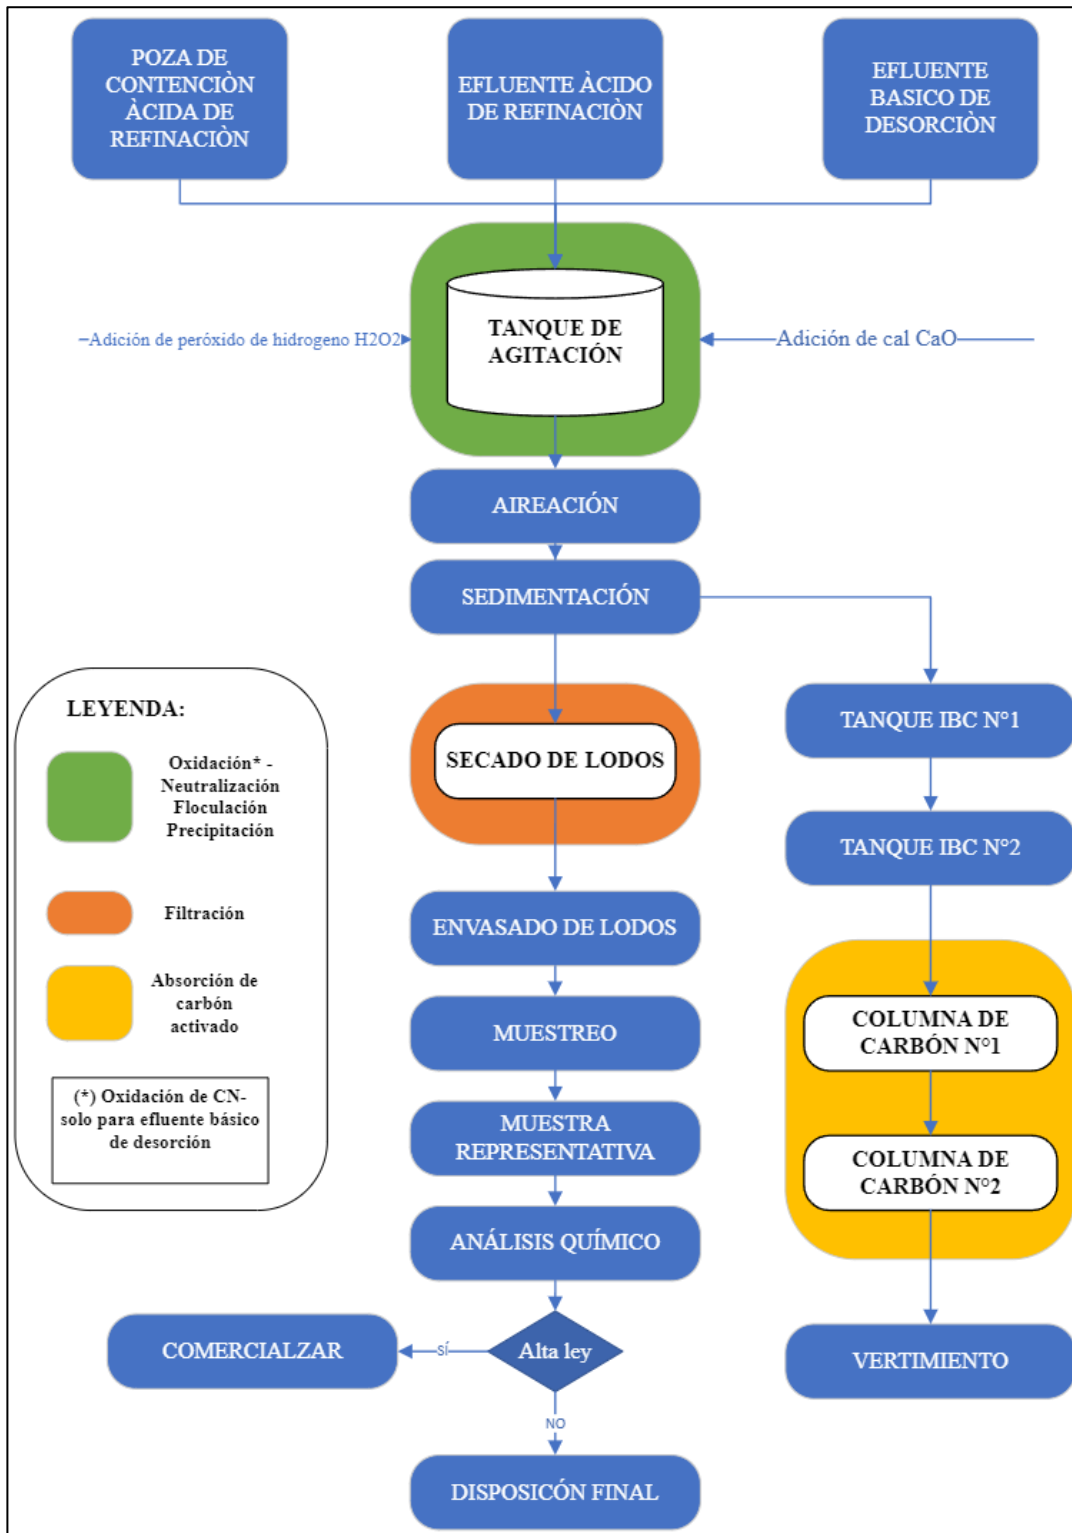 POZA DE
CONTENCIÒN
ÀCIDA DE
REFINACIÒN
EFLUENTE ÀCIDO
DE REFINACIÒN
EFLUENTE
BASICO DE
DESORCIÒN
TANQUE DE
AGITACIÓN
Adición de peróxido de hidrogeno H2O2
Adición de cal CaO
AIREACIÓN
SEDIMENTACIÓN
SECADO DE LODOS
TANQUE IBC N°1
TANQUE IBC N°2
LEYENDA:
Oxidación* -
Neutralización
Floculación
Precipitación
Filtración
Absorción de
carbón
activado
(*) Oxidación de CN-
solo para efluente básico
de desorción
ENVASADO DE LODOS
MUESTREO
MUESTRA
REPRESENTATIVA
ANÁLISIS QUÍMICO
COLUMNA DE
CARBÓN N°1
COLUMNA DE
CARBÓN N°2
COMERCIALZAR
SÍ
Alta ley
VERTIMIENTO
NO
DISPOSICÓN FINAL